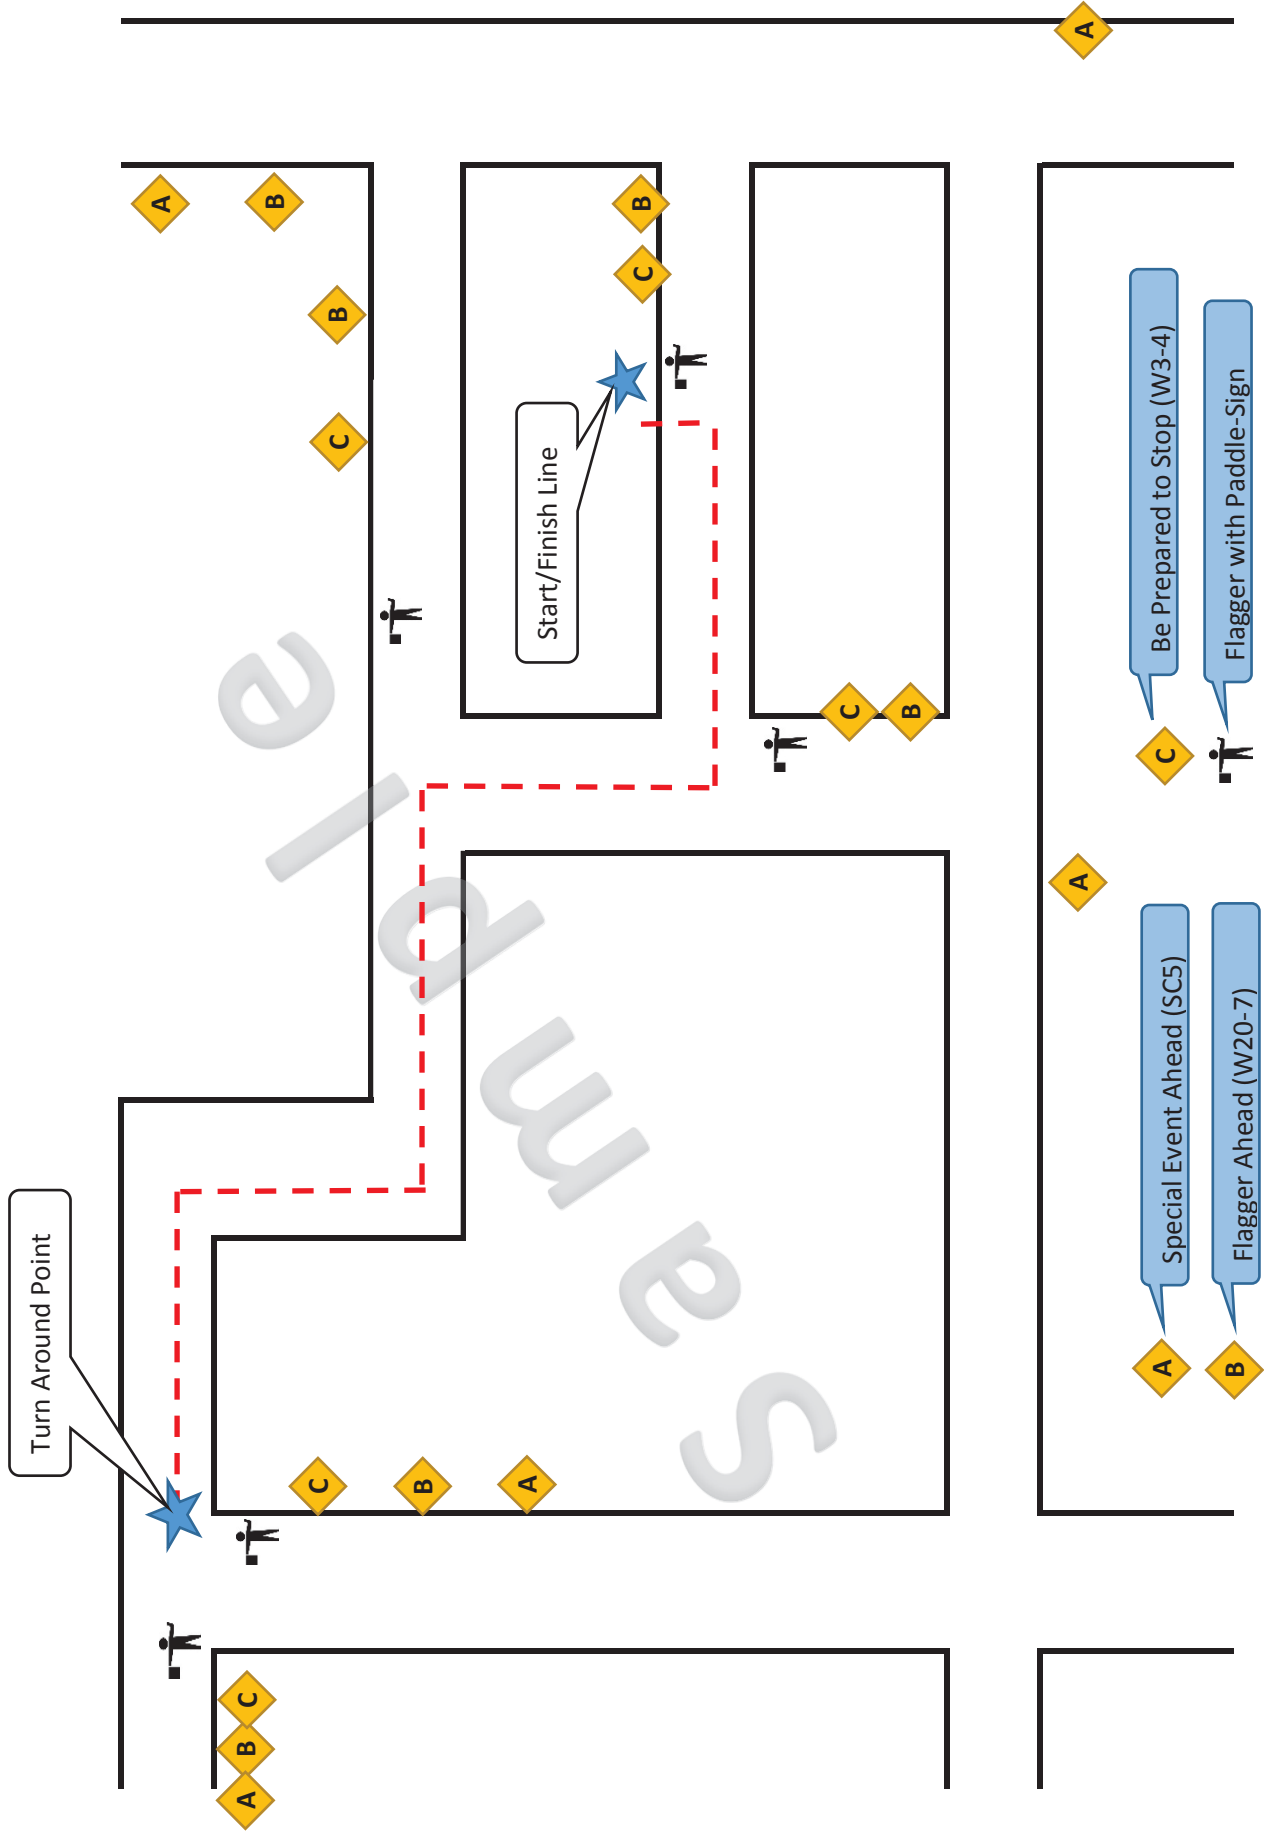 Turn Around Point
A
A B C
B
C
C B
B
A
Start/Finish Line
C B
Sample
C
B
A
A
A Special Event Ahead (SC5)
C Be Prepared to Stop (W3-4)
B Flagger Ahead (W20-7)
Flagger with Paddle-Sign